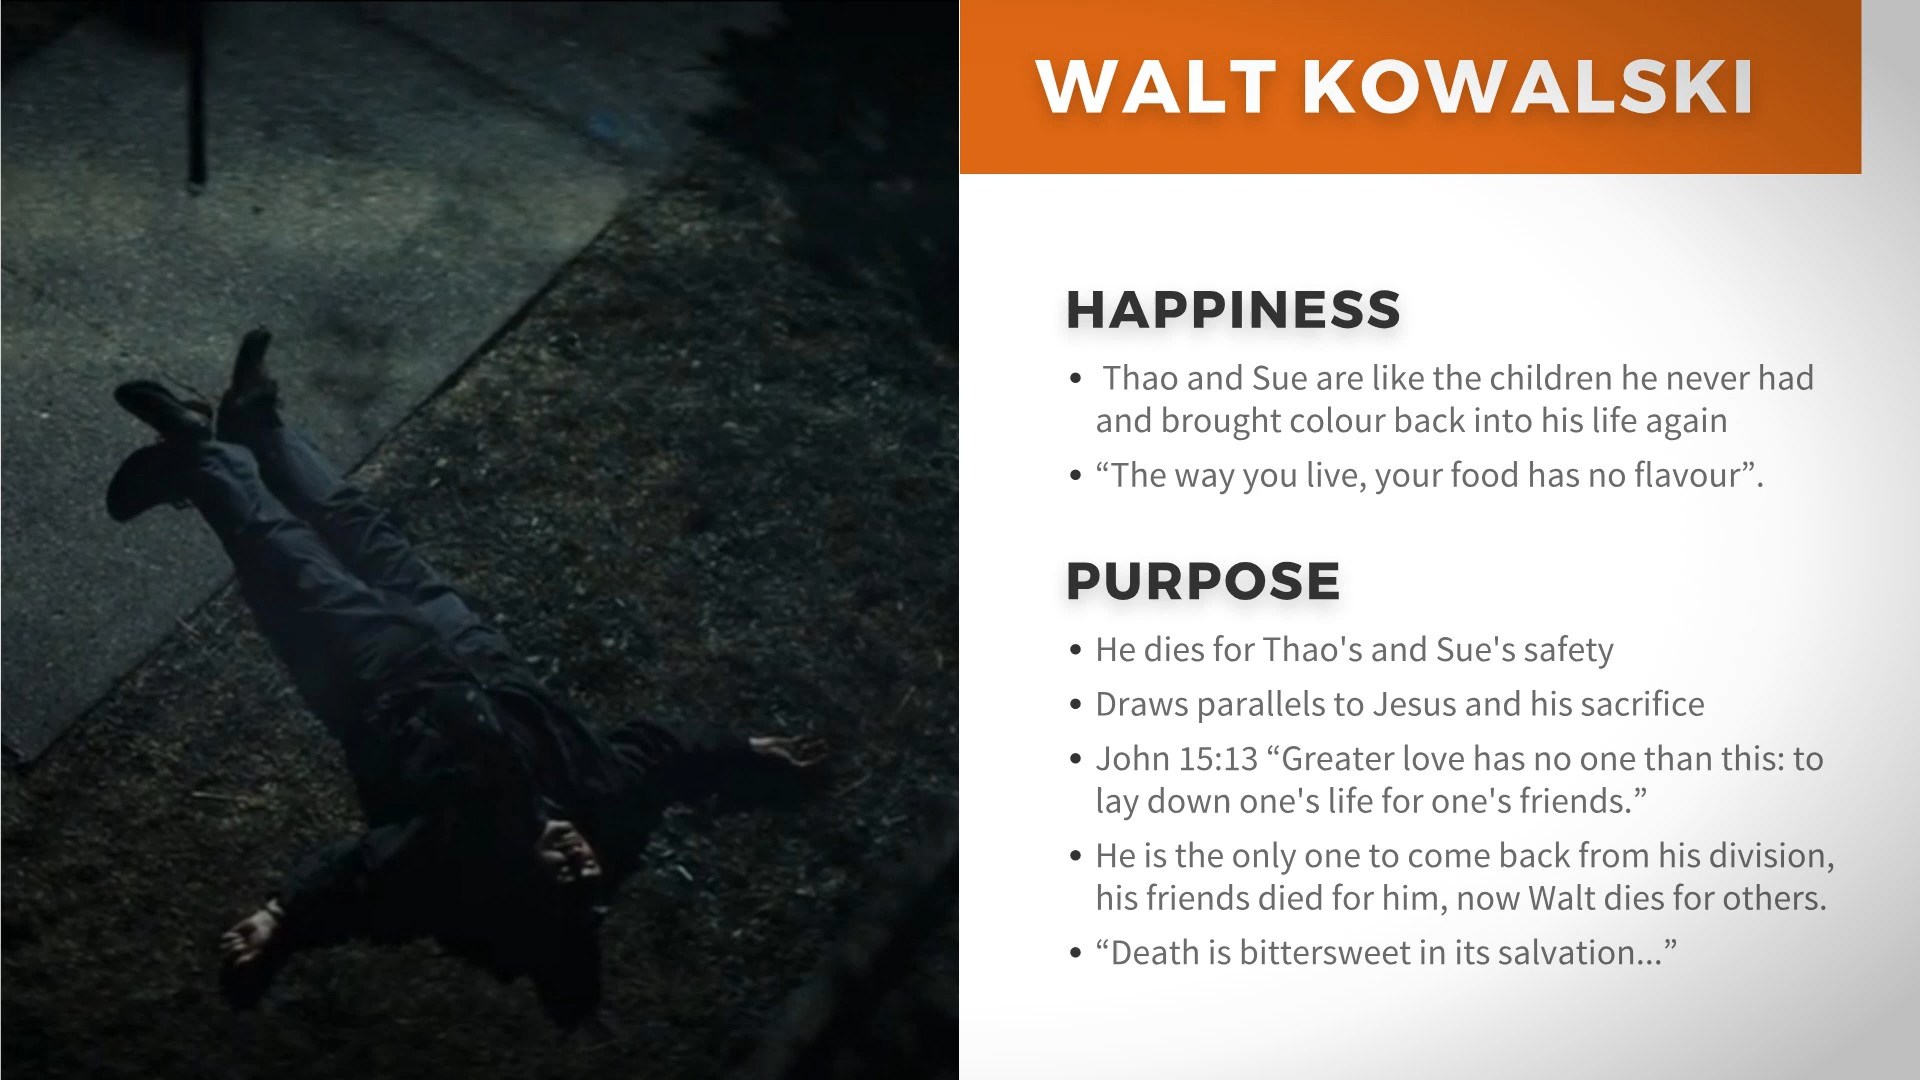 WALT KOWALSKI
HAPPINESS
• Thao and Sue are like the children he never had
and brought colour back into his life again
• “The way you live, your food has no flavour”.
PURPOSE
• He dies for Thao's and Sue's safety
• Draws parallels to Jesus and his sacrifice
• John 15:13 “Greater love has no one than this: to
lay down one's life for one's friends.”
• He is the only one to come back from his division,
his friends died for him, now Walt dies for others.
• “Death is bittersweet in its salvation...”